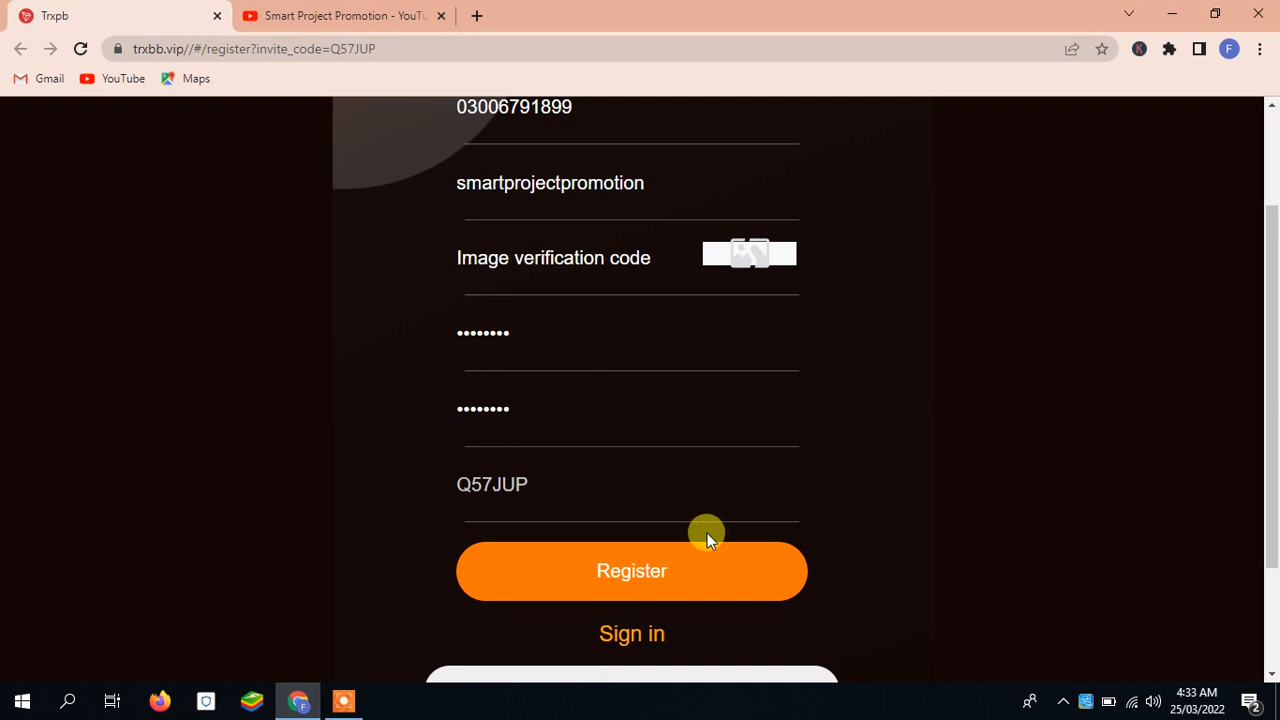 Trxpb
Smart Project Promotion - YouTu
trxbb.vip//#/register?invite_code=Q57JUP
F
Gmail
YouTube
Maps
03006791899
smartprojectpromotion
Image verification code
••••••••
••••••••
Q57JUP
Register
Sign in
4:33 AM
25/03/2022
2